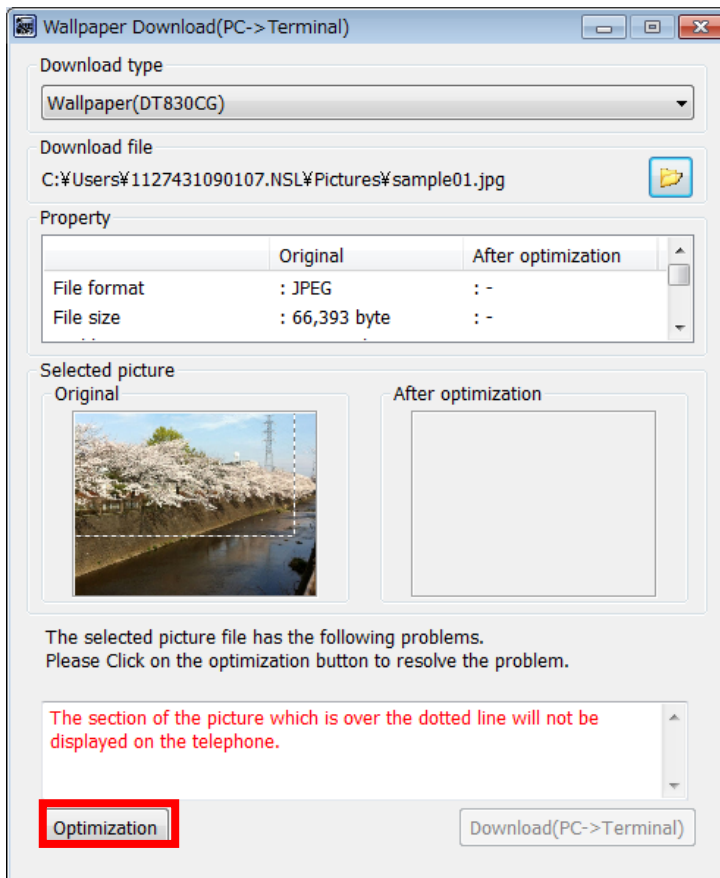 Wallpaper Download(PC->Terminal)
Download type
Wallpaper(DT830CG)
Download file
C:¥Users¥1127431090107.NSL¥Pictures¥sample01.jpg
Property
Original After optimization
File format : JPEG : -
File size : 66,393 byte : -
Selected picture
Original After optimization
The selected picture file has the following problems.
Please Click on the optimization button to resolve the problem.
The section of the picture which is over the dotted line will not be
displayed on the telephone.
Optimization Download(PC->Terminal)